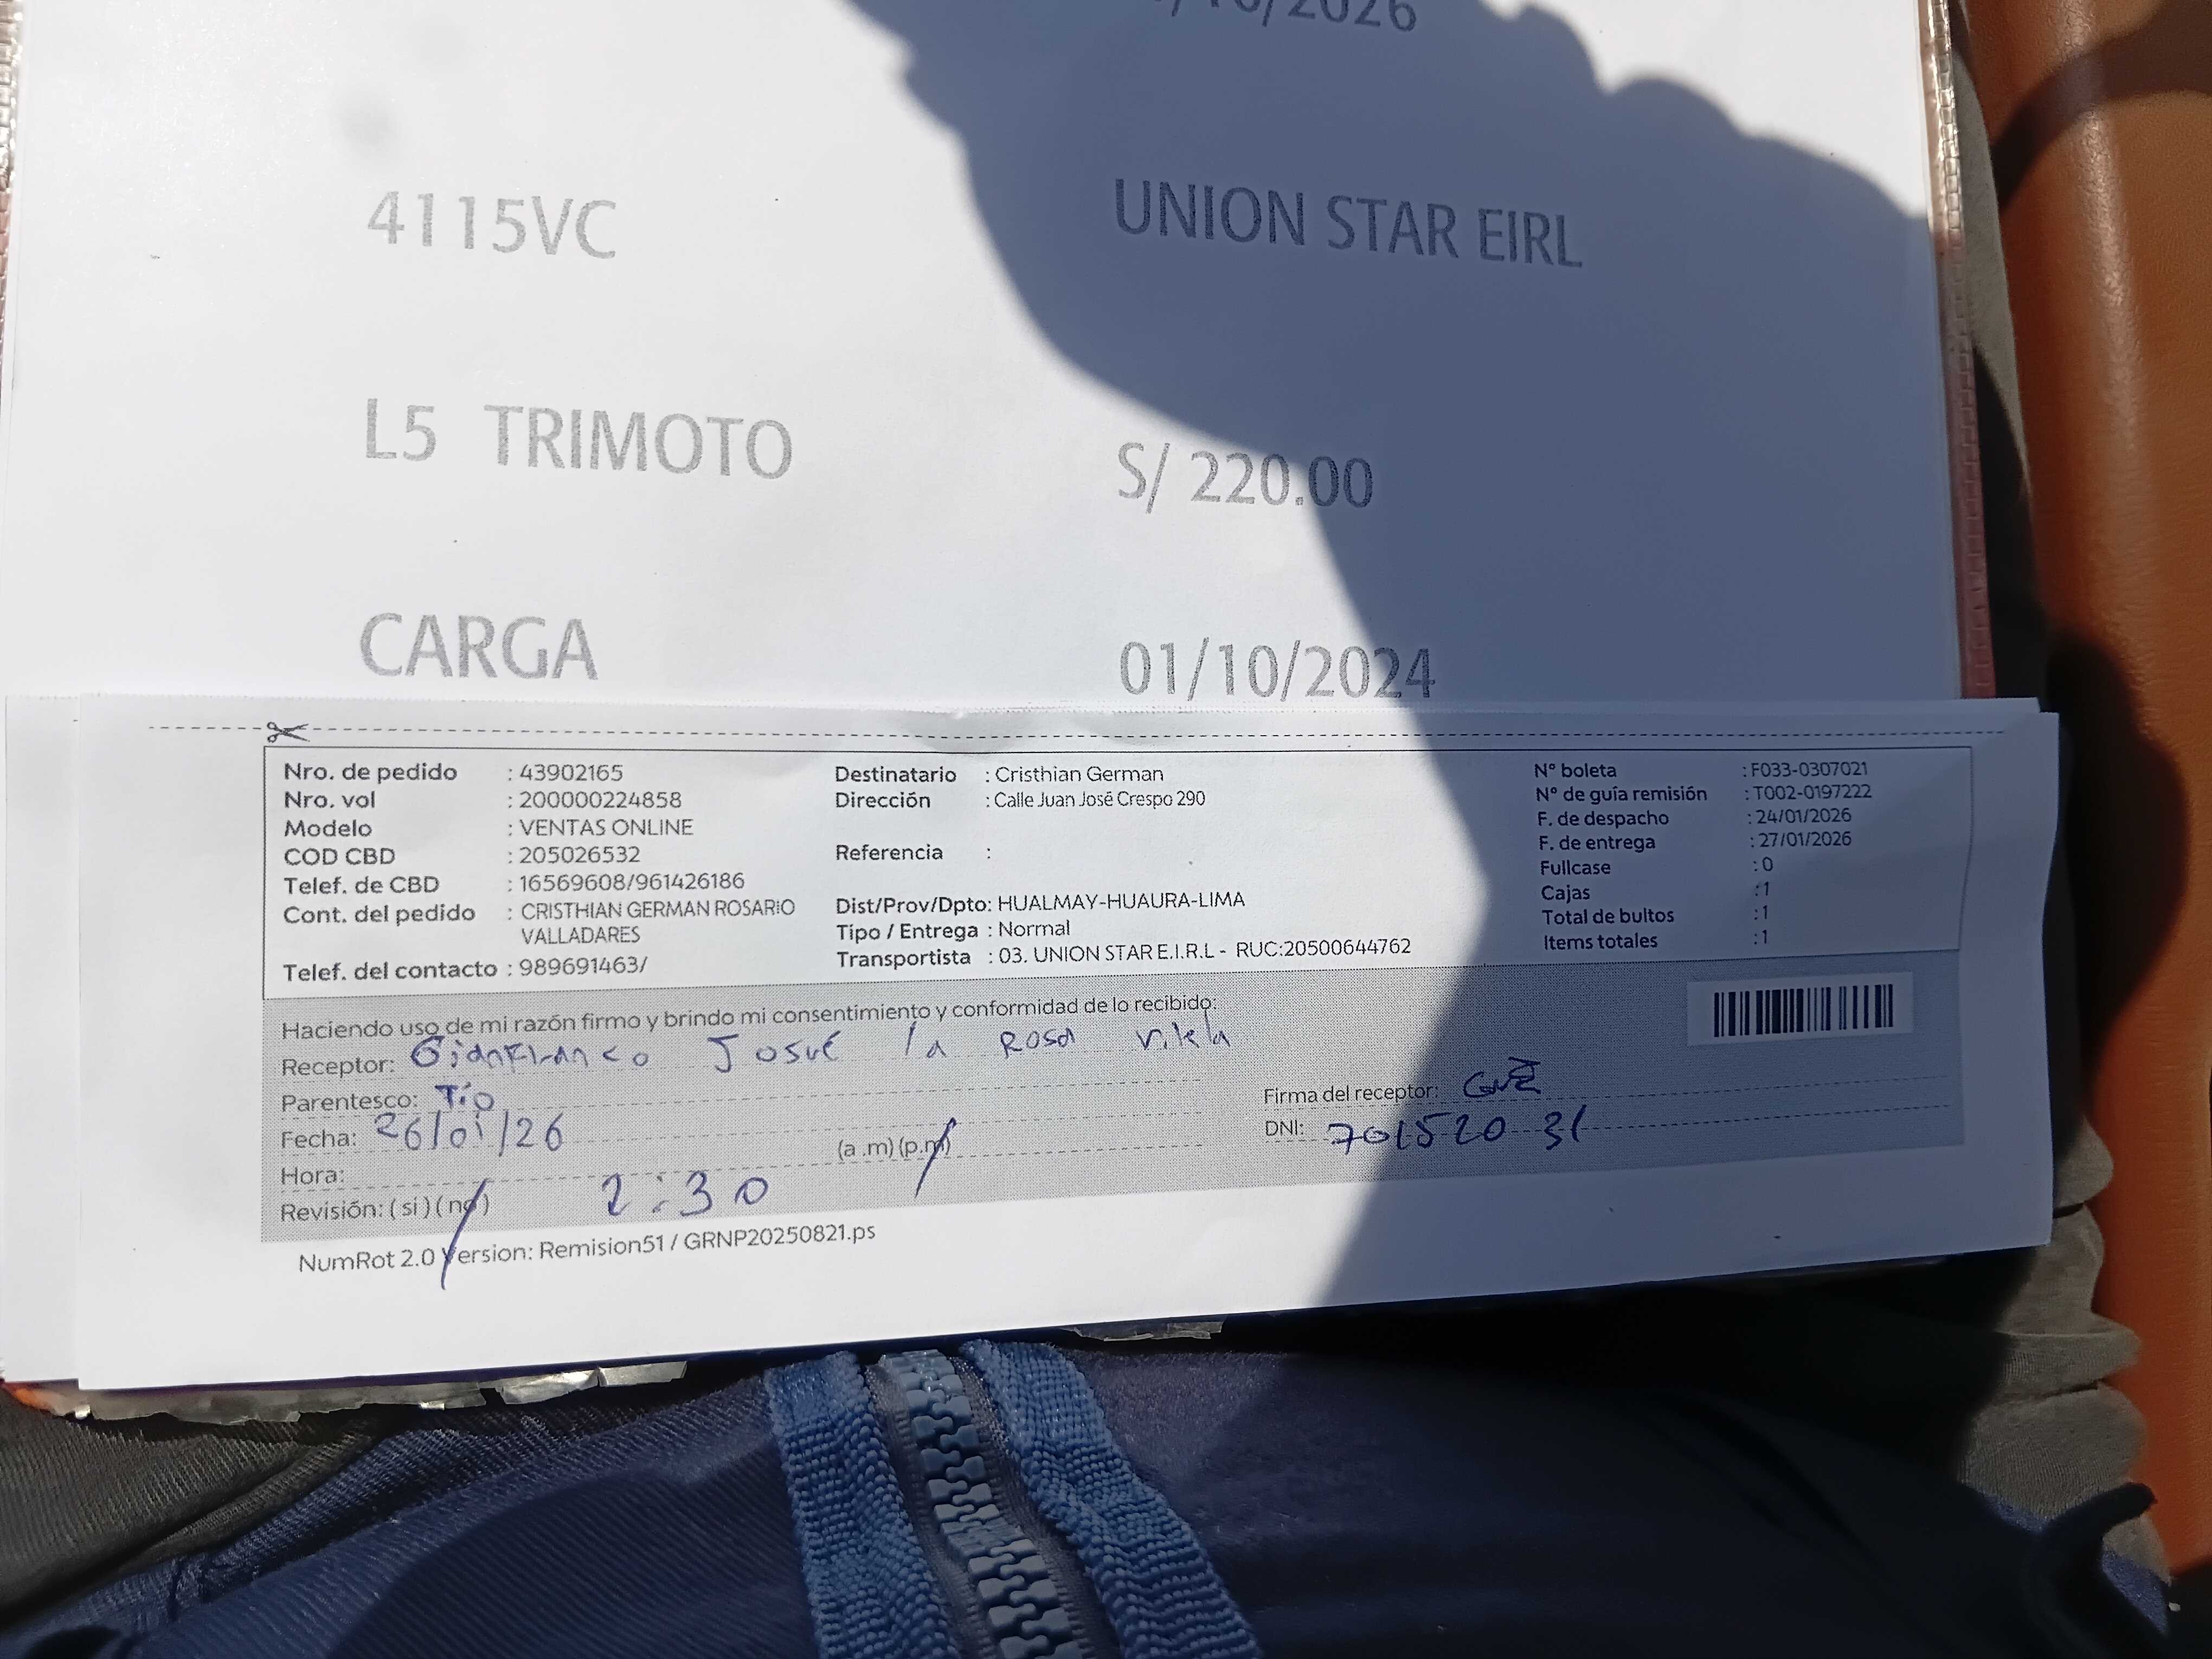 /10/2026
4115VC
UNION STAR EIRL
L5 TRIMOTO
S/ 220.00
CARGA
01/10/2024
Nro. de pedido : 43902165
Nro. vol : 200000224858
Modelo : VENTAS ONLINE
COD CBD : 205026532
Telef. de CBD : 16569608/961426186
Cont. del pedido : CRISTHIAN GERMAN ROSARIO
VALLADARES
Telef. del contacto : 989691463/
Destinatario : Cristhian German
Dirección : Calle Juan José Crespo 290
Referencia :
Dist/Prov/Dpto: HUALMAY-HUAURA-LIMA
Tipo / Entrega : Normal
Transportista : 03. UNION STAR E.I.R.L - RUC:20500644762
N° boleta : F033-0307021
N° de guía remisión : T002-0197222
F. de despacho : 24/01/2026
F. de entrega : 27/01/2026
Fullcase : 0
Cajas : 1
Total de bultos : 1
Items totales : 1
Haciendo uso de mi razón firmo y brindo mi consentimiento y conformidad de lo recibido:
Receptor: Gianfranco Josué la Rosa Vilela
Parentesco: Tío
Firma del receptor:
Fecha: 26/01/26
DNI: 70152031
Hora: (a .m) (p.m)
Revisión: ( si ) ( no ) 2:30
NumRot 2.0 Version: Remision51 / GRNP20250821.ps